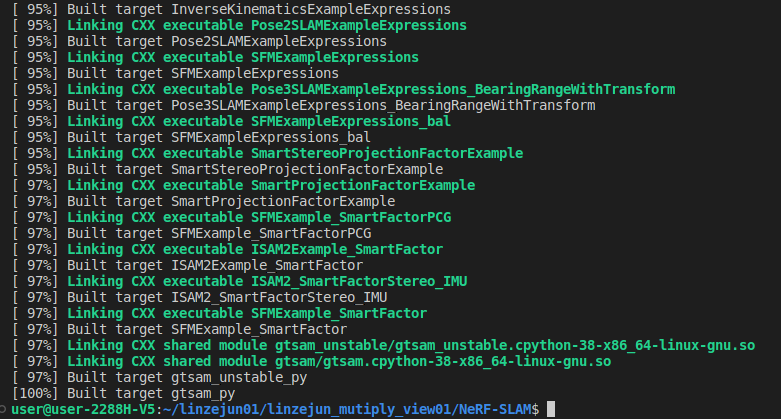 [ 95%] Built target InverseKinematicsExampleExpressions
[ 95%] Linking CXX executable Pose2SLAMExampleExpressions
[ 95%] Built target Pose2SLAMExampleExpressions
[ 95%] Linking CXX executable SFMExampleExpressions
[ 95%] Built target SFMExampleExpressions
[ 95%] Linking CXX executable Pose3SLAMExampleExpressions_BearingRangeWithTransform
[ 95%] Built target Pose3SLAMExampleExpressions_BearingRangeWithTransform
[ 95%] Linking CXX executable SFMExampleExpressions_bal
[ 95%] Built target SFMExampleExpressions_bal
[ 95%] Linking CXX executable SmartStereoProjectionFactorExample
[ 95%] Built target SmartStereoProjectionFactorExample
[ 97%] Linking CXX executable SmartProjectionFactorExample
[ 97%] Built target SmartProjectionFactorExample
[ 97%] Linking CXX executable SFMExample_SmartFactorPCG
[ 97%] Built target SFMExample_SmartFactorPCG
[ 97%] Linking CXX executable ISAM2Example_SmartFactor
[ 97%] Built target ISAM2Example_SmartFactor
[ 97%] Linking CXX executable ISAM2_SmartFactorStereo_IMU
[ 97%] Built target ISAM2_SmartFactorStereo_IMU
[ 97%] Linking CXX executable SFMExample_SmartFactor
[ 97%] Built target SFMExample_SmartFactor
[ 97%] Linking CXX shared module gtsam_unstable/gtsam_unstable.cpython-38-x86_64-linux-gnu.so
[ 97%] Linking CXX shared module gtsam/gtsam.cpython-38-x86_64-linux-gnu.so
[ 97%] Built target gtsam_unstable_py
[100%] Built target gtsam_py
user@user-2288H-V5:~/linzejun01/linzejun_mutiply_view01/NeRF-SLAM$